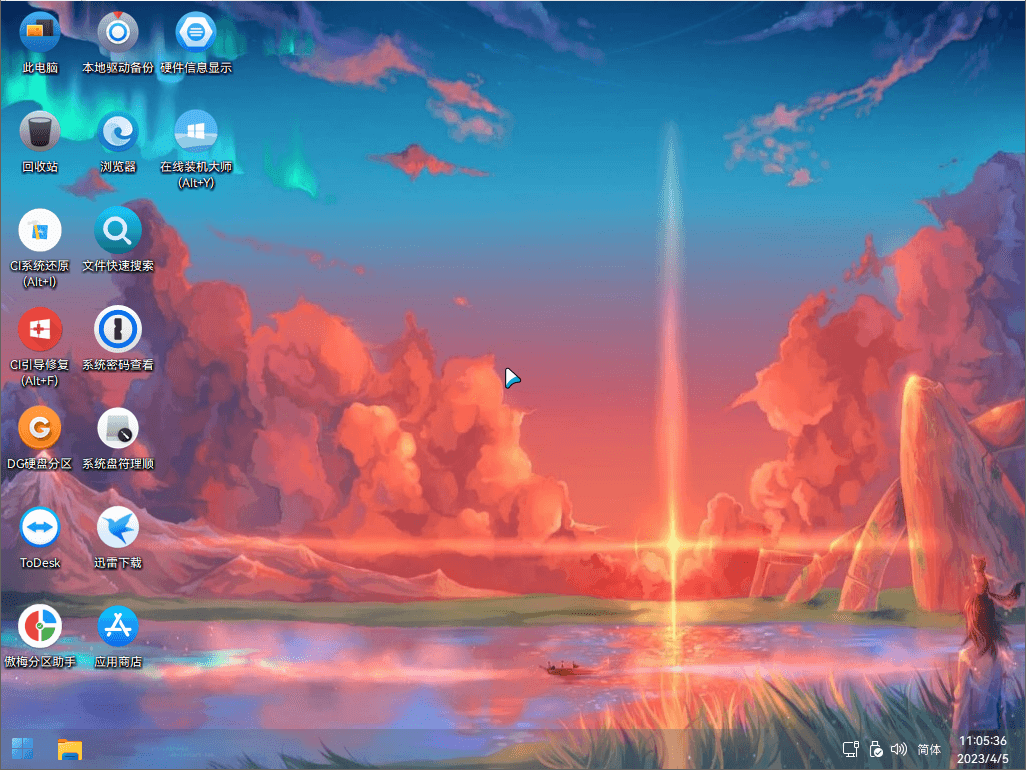 此电脑
本地驱动备份
硬件信息显示
回收站
浏览器
在线装机大师
(Alt+Y)
CI系统还原
(Alt+I)
文件快速搜索
CI引导修复
(Alt+F)
系统密码查看
DG硬盘分区
系统盘符理顺
ToDesk
迅雷下载
傲梅分区助手
应用商店
简体
11:05:36
2023/4/5